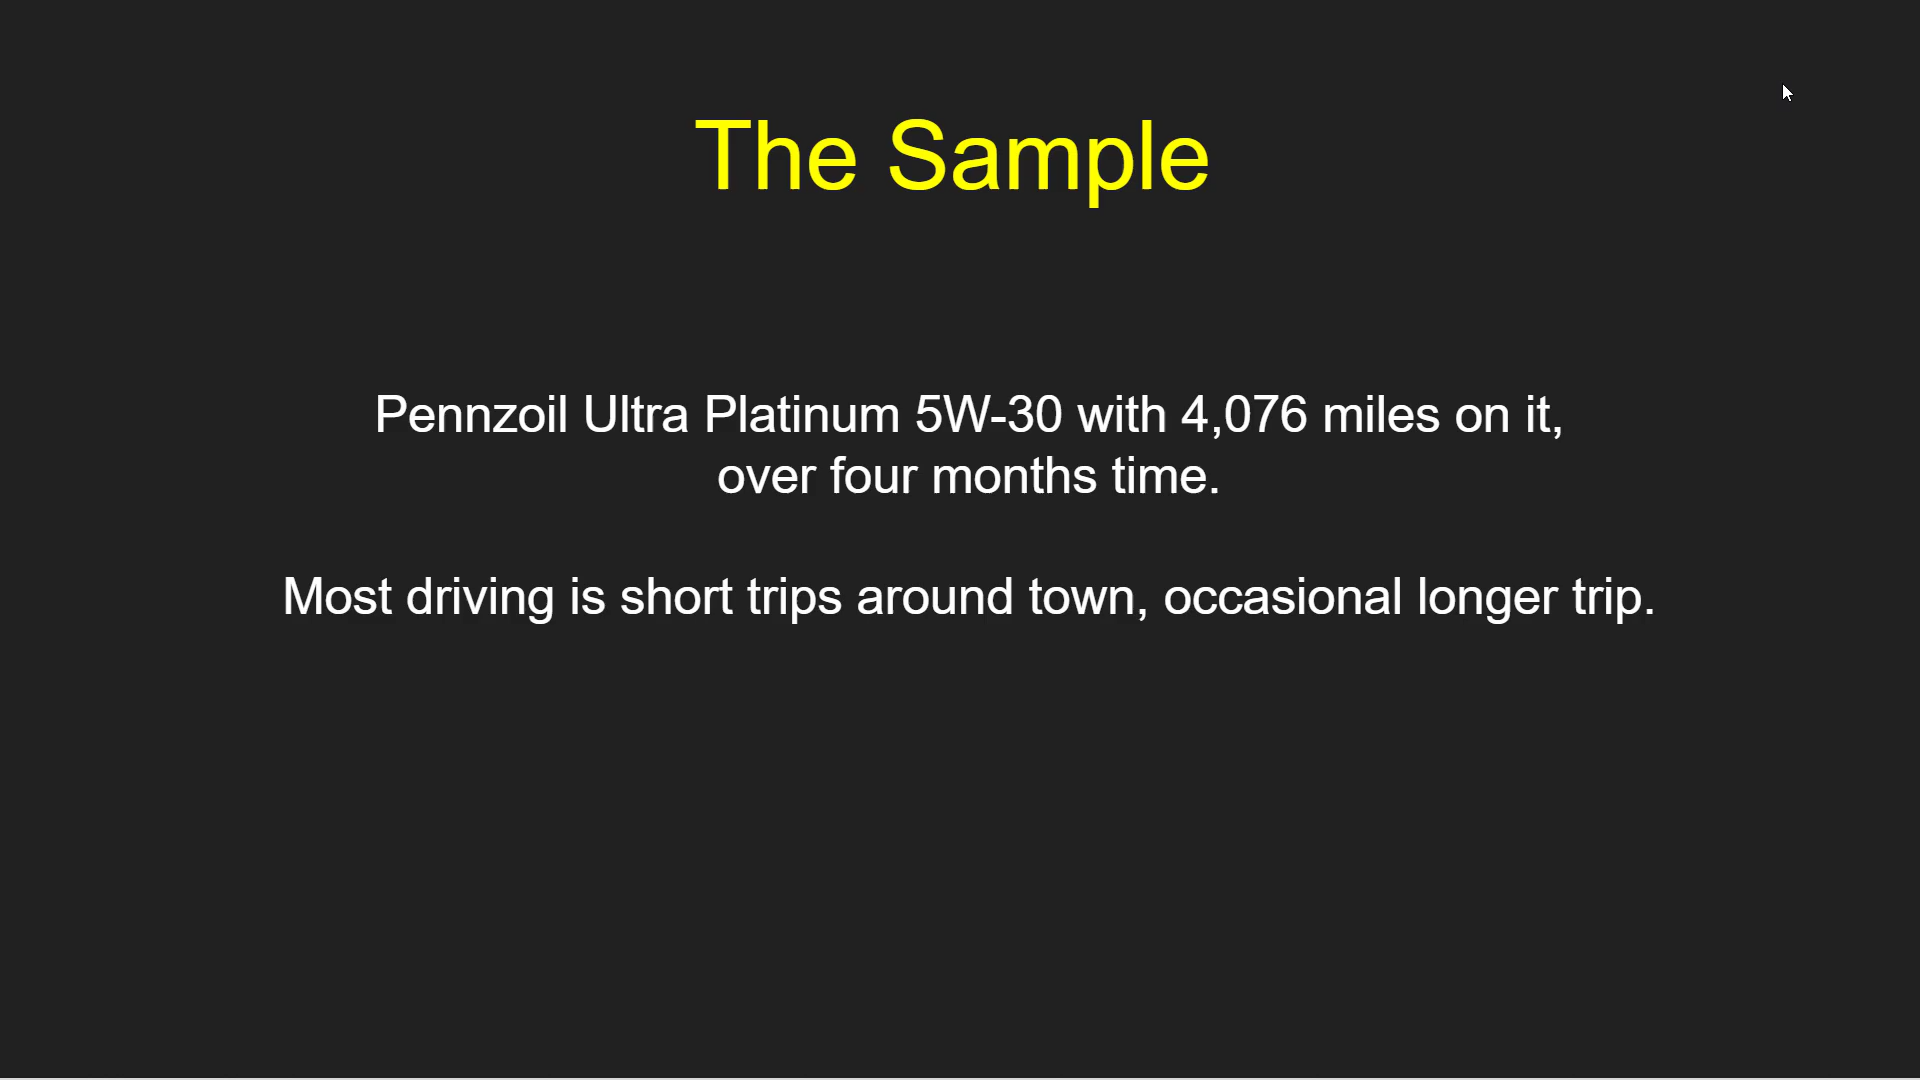 The Sample
Pennzoil Ultra Platinum 5W-30 with 4,076 miles on it,
over four months time.
Most driving is short trips around town, occasional longer trip.